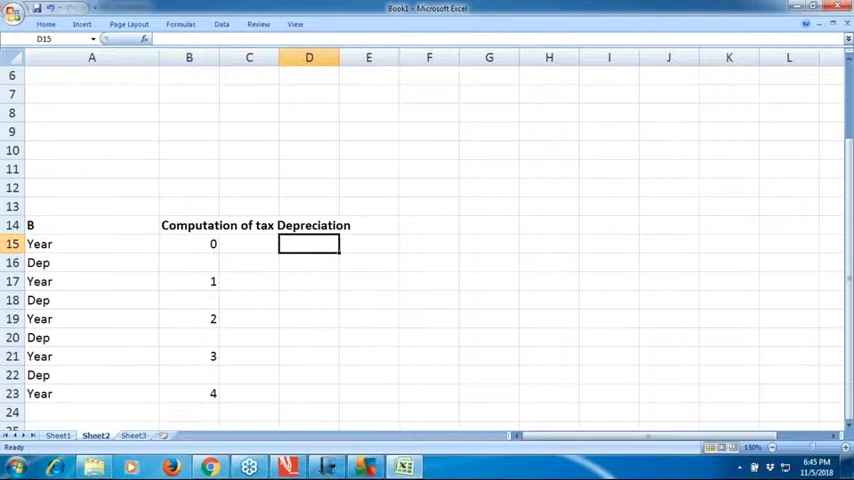 Book1 - Microsoft Excel
Home Insert Page Layout Formulas Data Review View
D15 fx
A B C D E F G H I J K L
6
7
8
9
10
11
12
13
14 B Computation of tax Depreciation
15 Year 0
16 Dep
17 Year 1
18 Dep
19 Year 2
20 Dep
21 Year 3
22 Dep
23 Year 4
24
25
Sheet1 Sheet2 Sheet3
Ready 150%
6:45 PM
11/5/2018